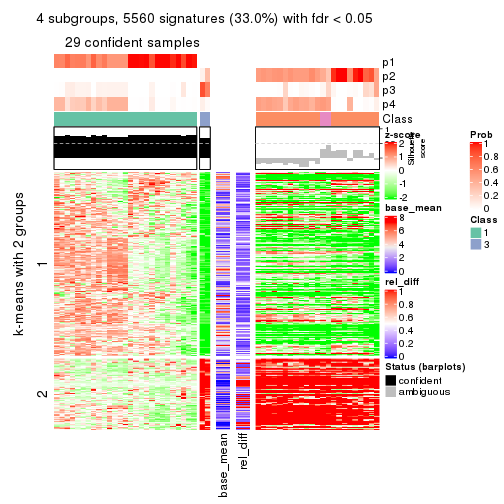 4 subgroups, 5560 signatures (33.0%) with fdr < 0.05
29 confident samples
p1
p2
p3
p4
Class
1
Silhouette
score
k-means with 2 groups
1
2
base_mean
rel_diff
z-score
2
1
0
-1
-2
base_mean
8
6
4
2
0
rel_diff
1
0.8
0.6
0.4
0.2
0
Status (barplots)
confident
ambiguous
Prob
1
0.8
0.6
0.4
0.2
0
Class
1
3